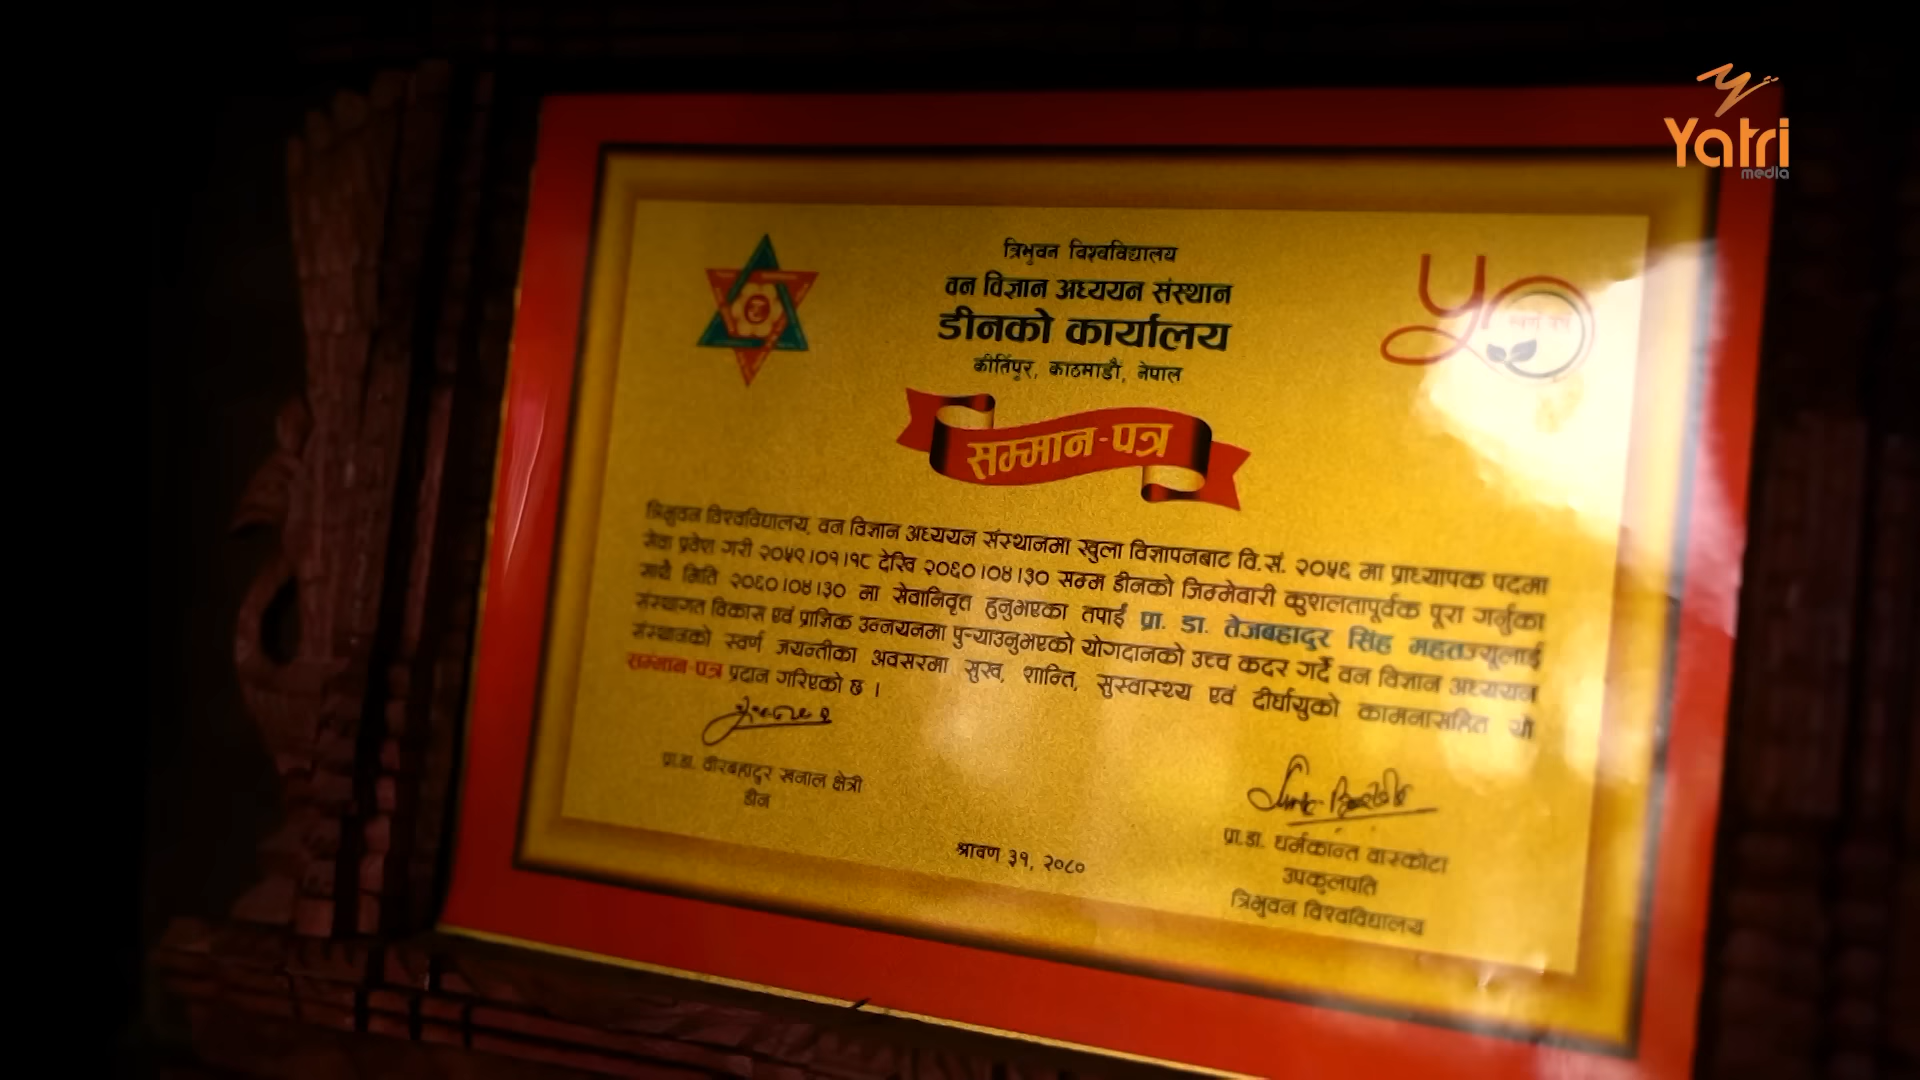 Yatri
media
त्रिभुवन विश्वविद्यालय
वन विज्ञान अध्ययन संस्थान
डीनको कार्यालय
कीर्तिपुर, काठमाडौं, नेपाल
सम्मान-पत्र
त्रिभुवन विश्वविद्यालय, वन विज्ञान अध्ययन संस्थानमा खुला विज्ञापनबाट वि.सं. २०५६ मा प्राध्यापक पदमा
सेवा प्रवेश गरी २०५९।०१।१८ देखि २०६०।०४।३० सम्म डीनको जिम्मेवारी कुशलतापूर्वक पूरा गर्नुका
साथै मिति २०६०।०४।३० मा सेवानिवृत्त हुनुभएका तपाईं प्रा. डा. तेजबहादुर सिंह महतज्यूलाई
संस्थागत विकास एवं प्राज्ञिक उन्नयनमा पुऱ्याउनुभएको योगदानको उच्च कदर गर्दै वन विज्ञान अध्ययन
संस्थानको स्वर्ण जयन्तीका अवसरमा सुख, शान्ति, सुस्वास्थ्य एवं दीर्घायुको कामनासहित यो
सम्मान-पत्र प्रदान गरिएको छ ।
प्रा.डा. वीरबहादुर खनाल क्षेत्री
डीन
श्रावण ३१, २०८०
प्रा.डा. धर्मकान्त बास्कोटा
उपकुलपति
त्रिभुवन विश्वविद्यालय